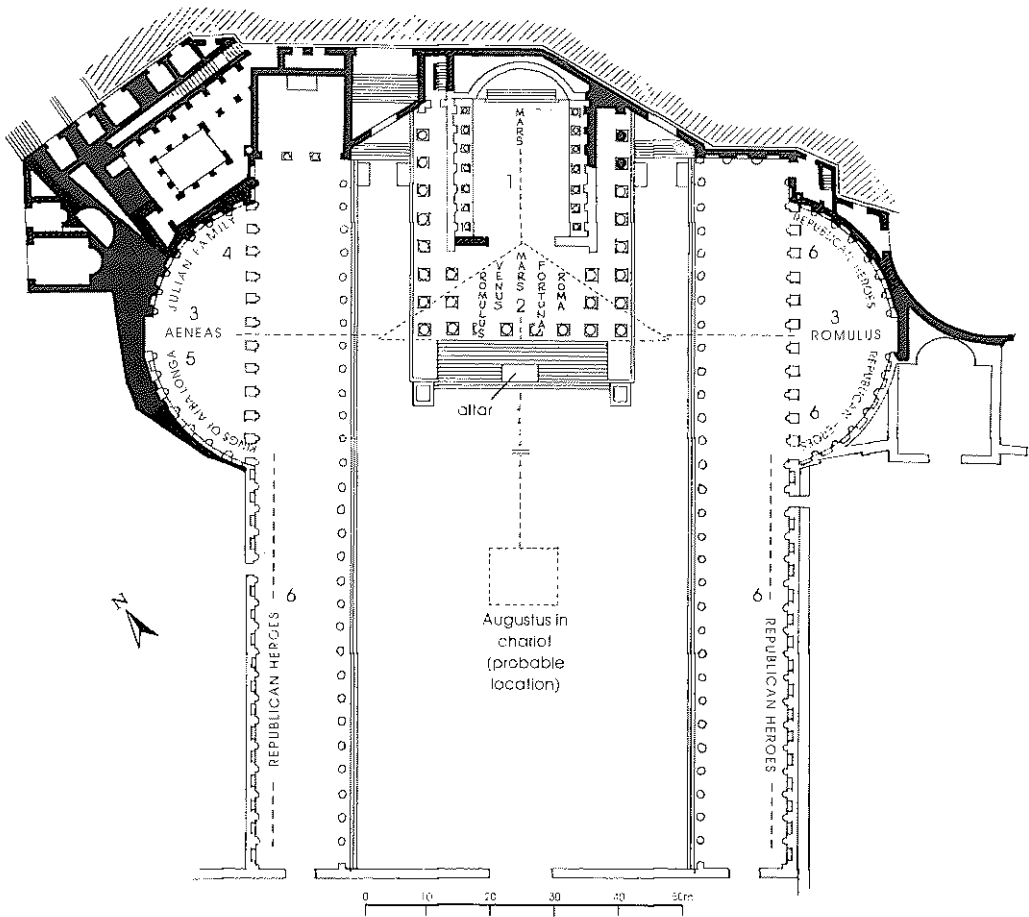 MARS
1
ROMULUS
VENUS
MARS
2
FORTUNA
ROMA
JULIAN FAMILY
4
3
AENEAS
5
KINGS OF ALBA LONGA
REPUBLICAN HEROES
6
3
ROMULUS
REPUBLICAN HEROES
6
altar
N
6
REPUBLICAN HEROES
Augustus in
chariot
(probable
location)
6
REPUBLICAN HEROES
0 10 20 30 40 50m